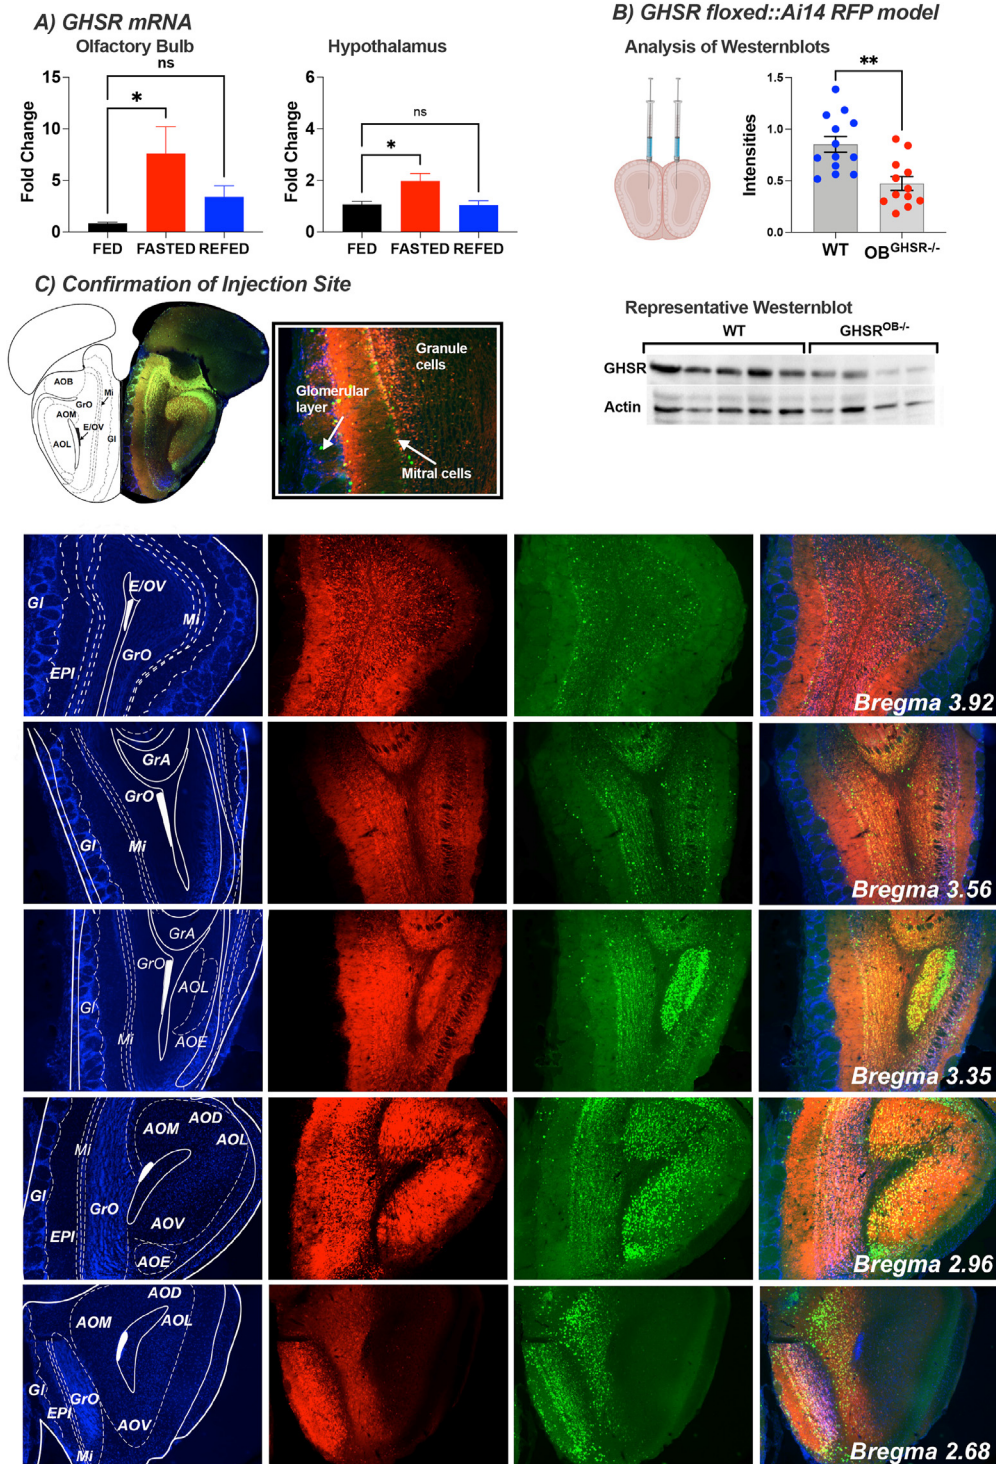 A) GHSR mRNA
Olfactory Bulb
ns
*
15
10
5
0
Fold Change
FED FASTED REFED
Hypothalamus
ns
*
6
4
2
0
Fold Change
FED FASTED REFED
B) GHSR floxed::Ai14 RFP model
Analysis of Westernblots
**
1.5
1.0
0.5
0.0
Intensities
WT OBGHSR-/-
C) Confirmation of Injection Site
AOB
Mi
GrO
AOM
E/OV
AOL
Gl
Granule
cells
Glomerular
layer
Mitral cells
Representative Westernblot
WT GHSROB-/-
GHSR
Actin
E/OV
Gl
Mi
GrO
EPl
Bregma 3.92
GrA
GrO
Gl
Mi
Bregma 3.56
GrA
GrO
AOL
Gl
Mi
AOE
Bregma 3.35
AOD
AOM
AOL
Mi
Gl
GrO
AOV
EPl
AOE
Bregma 2.96
AOD
AOM
AOL
Gl
GrO
EPl
AOV
Mi
Bregma 2.68